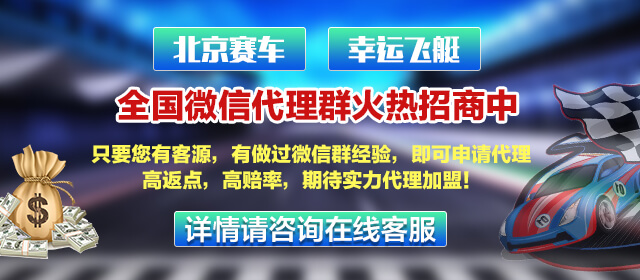 北京赛车 幸运飞艇
全国微信代理群火热招商中
只要您有客源，有做过微信群经验，即可申请代理
高返点，高赔率，期待实力代理加盟！
详情请咨询在线客服